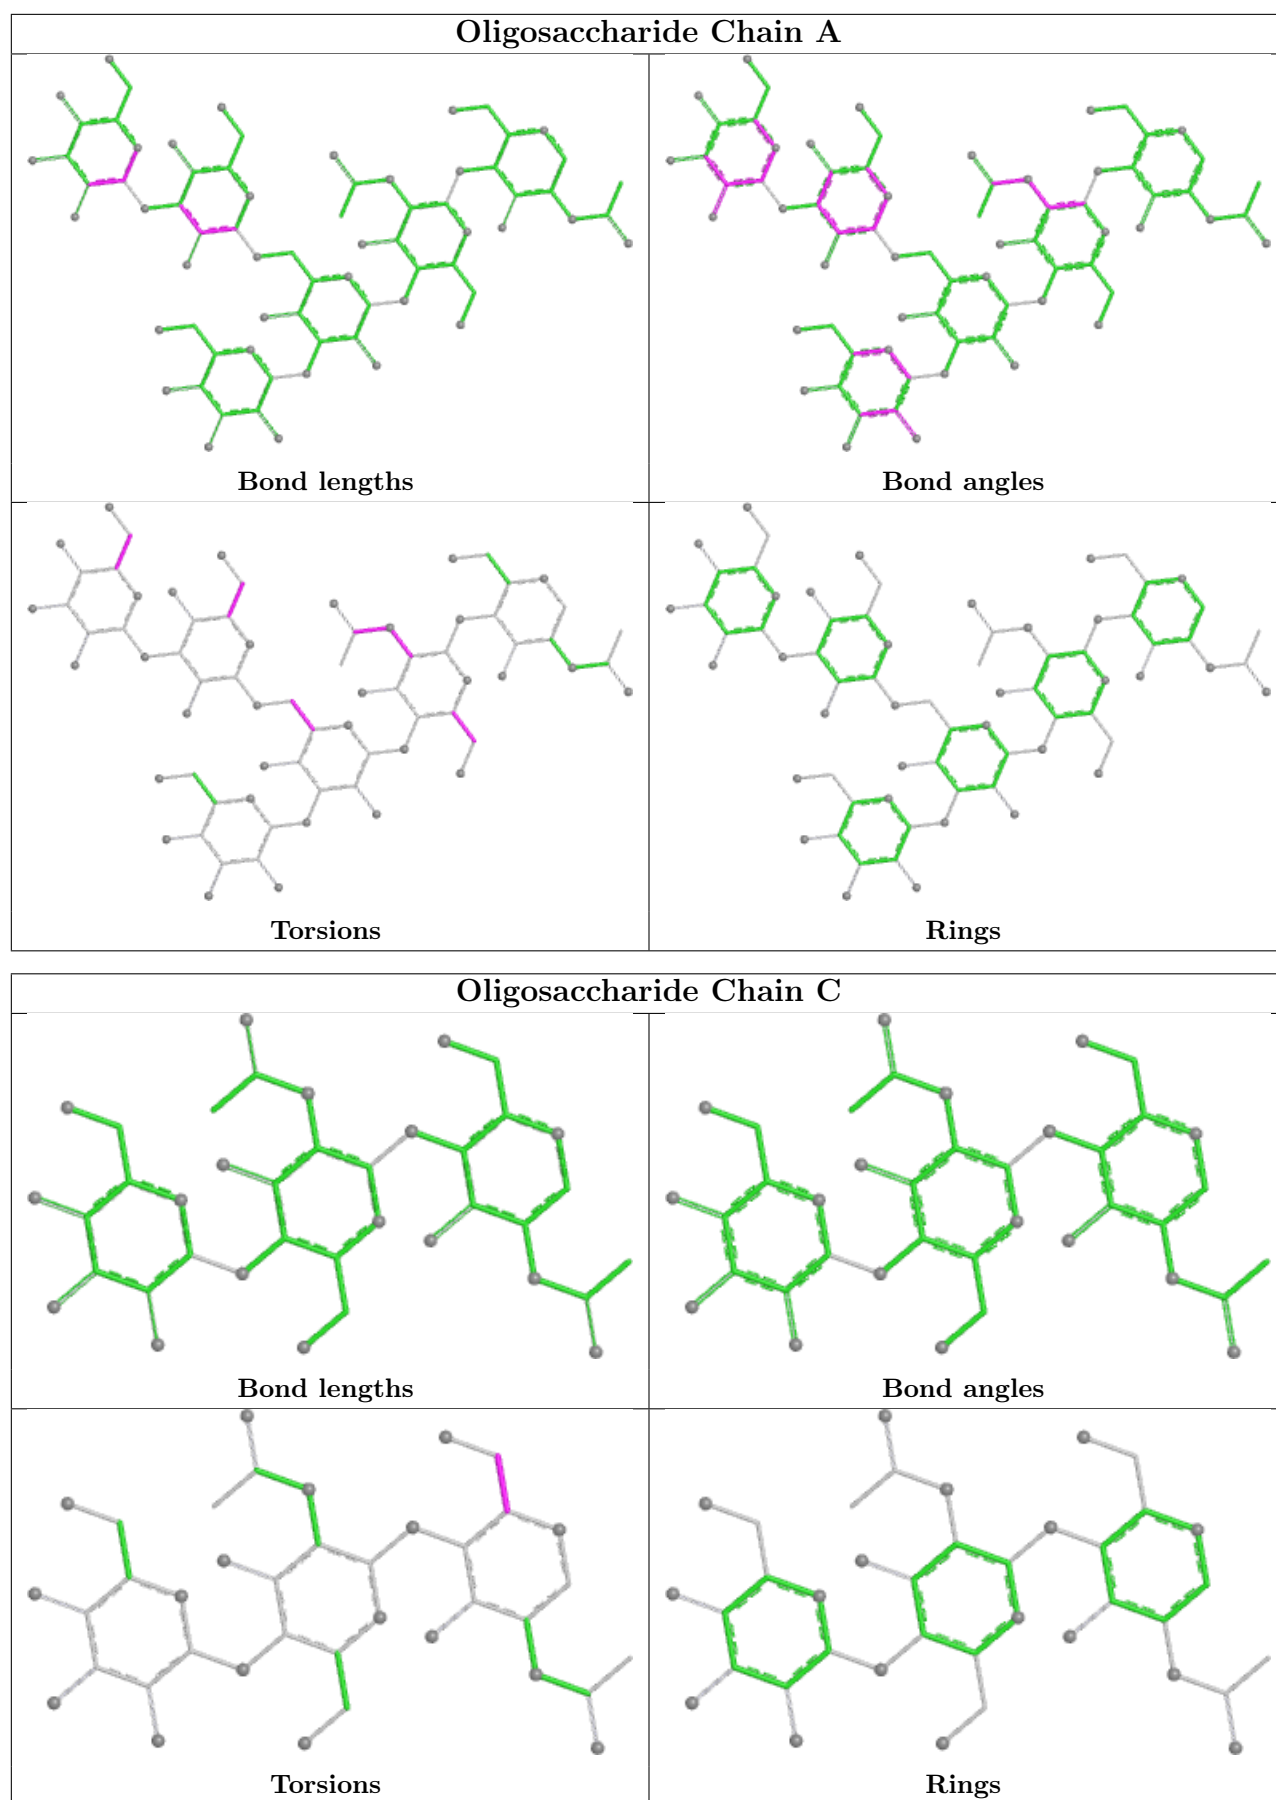 Oligosaccharide Chain A
Bond lengths
Bond angles
Torsions
Rings
Oligosaccharide Chain C
Bond lengths
Bond angles
Torsions
Rings